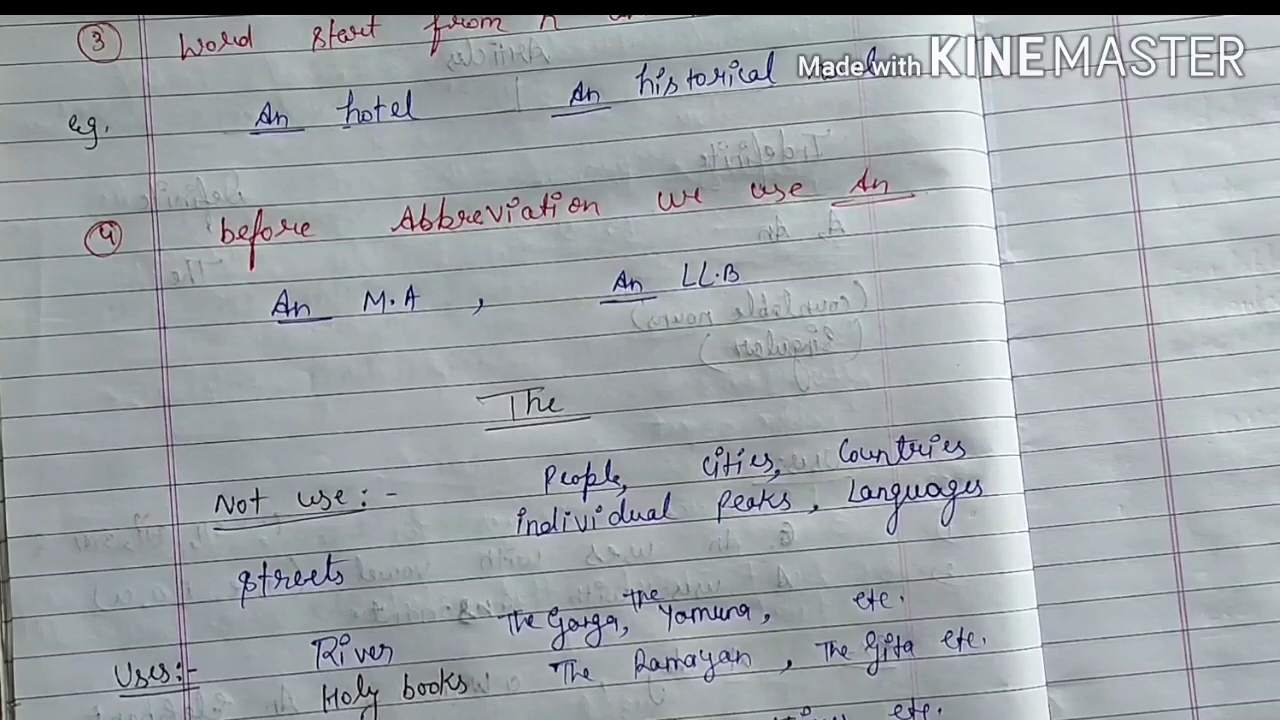 ③ Word start from h
Made with KINEMASTER
eg. An hotel An historical
④ before Abbreviation we use An
An M.A , An LL.B
The
Not use:- People, Cities, Countries
individual Peaks, Languages
streets
Uses:- River The Ganga, The Yamuna, etc.
Holy books The Ramayan, The Gita etc.
etc.